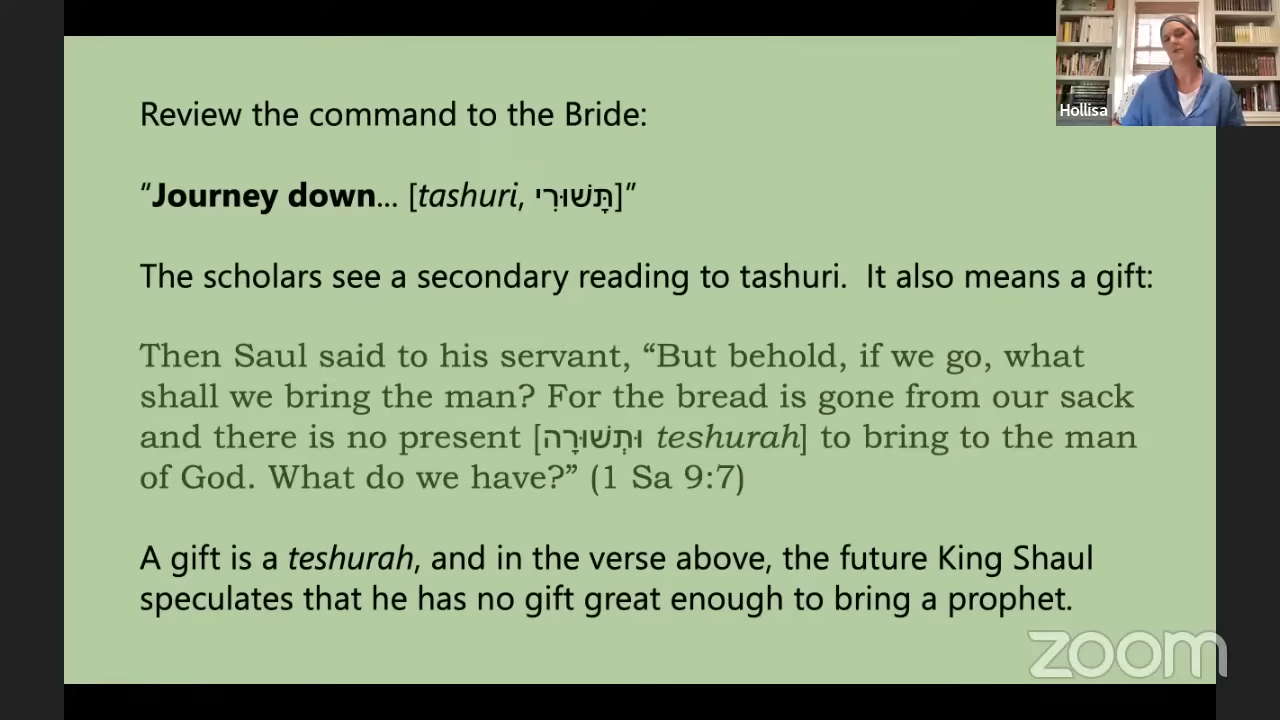 Review the command to the Bride:
“Journey down... [tashuri, תָּשׁוּרִי]”
The scholars see a secondary reading to tashuri.  It also means a gift:
Then Saul said to his servant, “But behold, if we go, what
shall we bring the man? For the bread is gone from our sack
and there is no present [וּתְשׁוּרָה teshurah] to bring to the man
of God. What do we have?” (1 Sa 9:7)
A gift is a teshurah, and in the verse above, the future King Shaul
speculates that he has no gift great enough to bring a prophet.
Hollisa
zoom